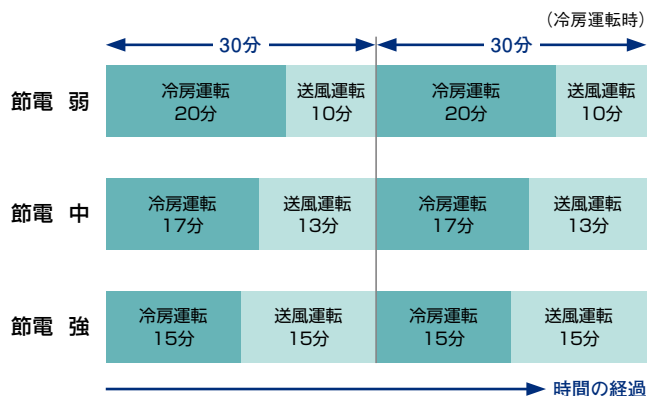 (冷房運転時)
30分 30分
節電 弱
冷房運転
20分
送風運転
10分
冷房運転
20分
送風運転
10分
節電 中
冷房運転
17分
送風運転
13分
冷房運転
17分
送風運転
13分
節電 強
冷房運転
15分
送風運転
15分
冷房運転
15分
送風運転
15分
時間の経過